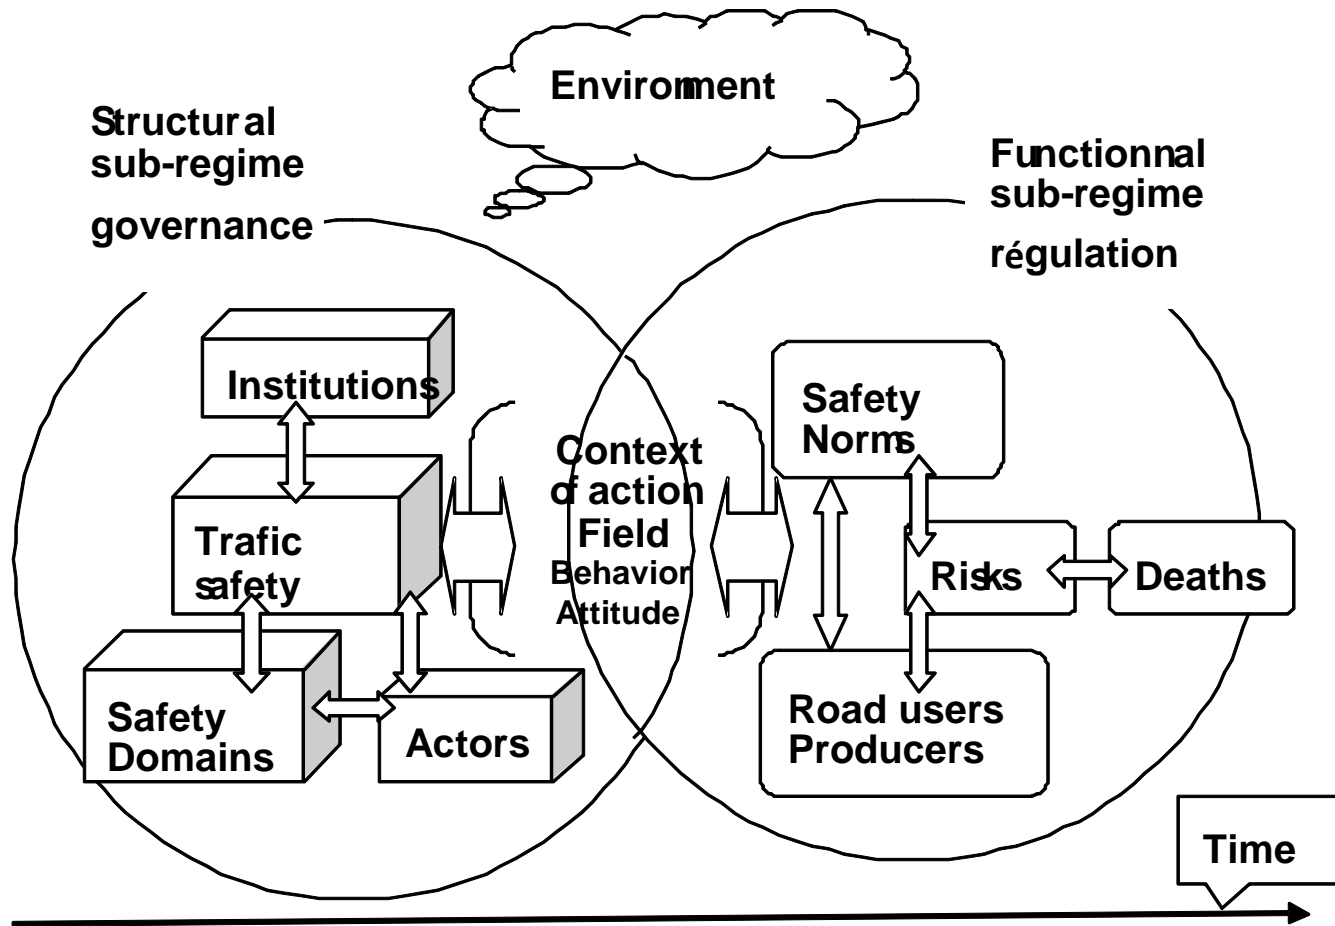 Environment
Structural
sub-regime
governance
Functionnal
sub-regime
régulation
Institutions
Trafic
safety
Safety
Domains
Actors
Context
of action
Field
Behavior
Attitude
Safety
Norms
Risks
Deaths
Road users
Producers
Time